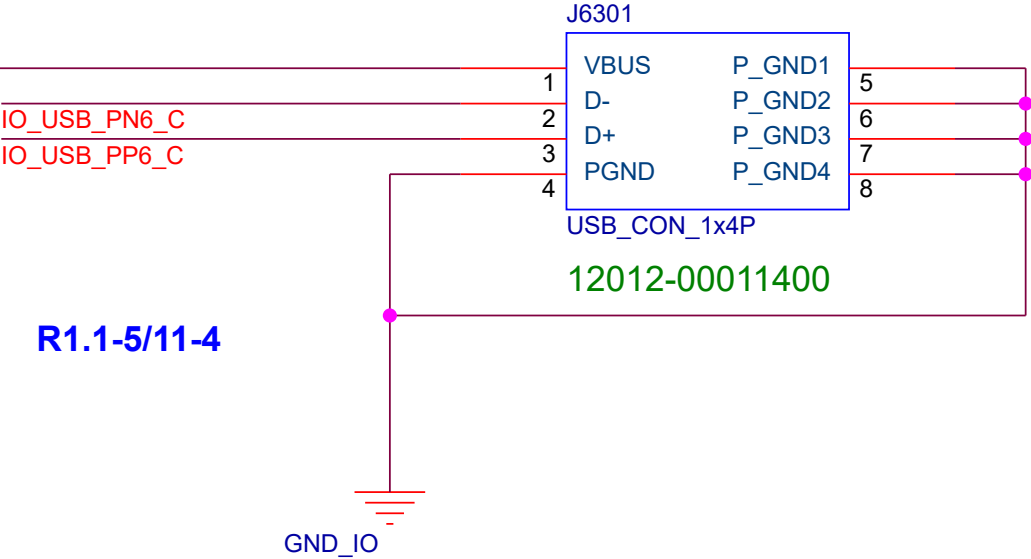 J6301
VBUS P_GND1
1 5
D- P_GND2
IO_USB_PN6_C 2 6
D+ P_GND3
IO_USB_PP6_C 3 7
PGND P_GND4
4 8
USB_CON_1x4P
12012-00011400
R1.1-5/11-4
GND_IO